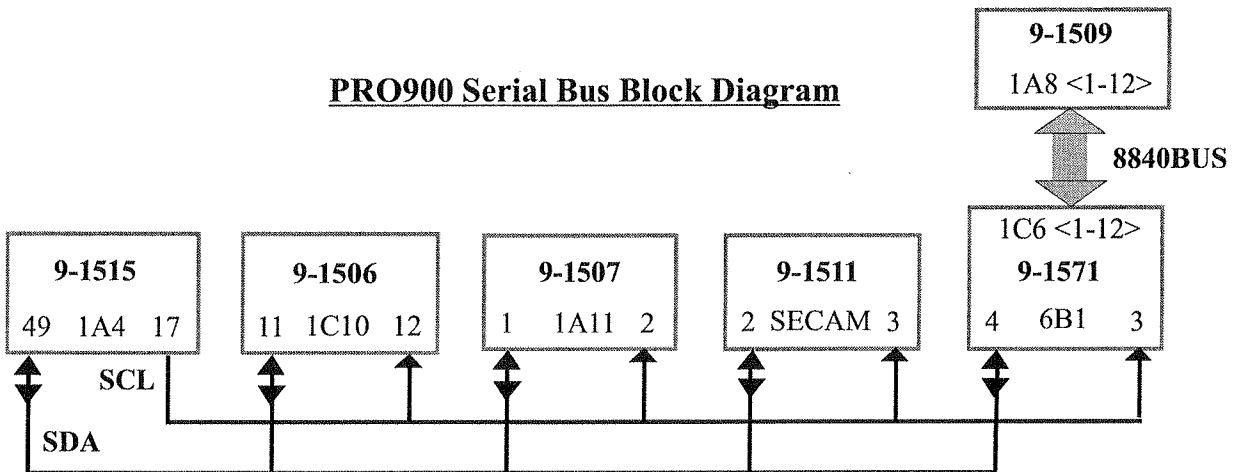 9-1509
1A8 <1-12>
PRO900 Serial Bus Block Diagram
8840BUS
1C6 <1-12>
9-1515
9-1506
9-1507
9-1511
9-1571
49 1A4 17
11 1C10 12
1 1A11 2
2 SECAM 3
4 6B1 3
SCL
SDA